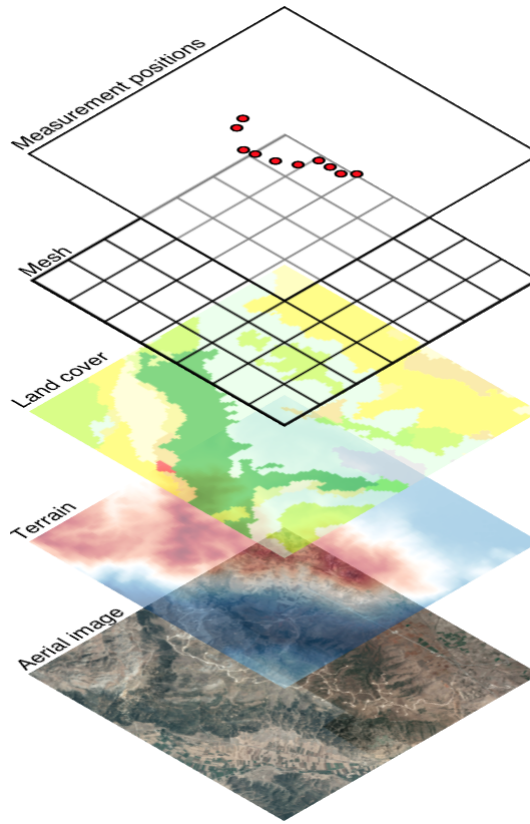 Measurement positions
Mesh
Land cover
Terrain
Aerial image